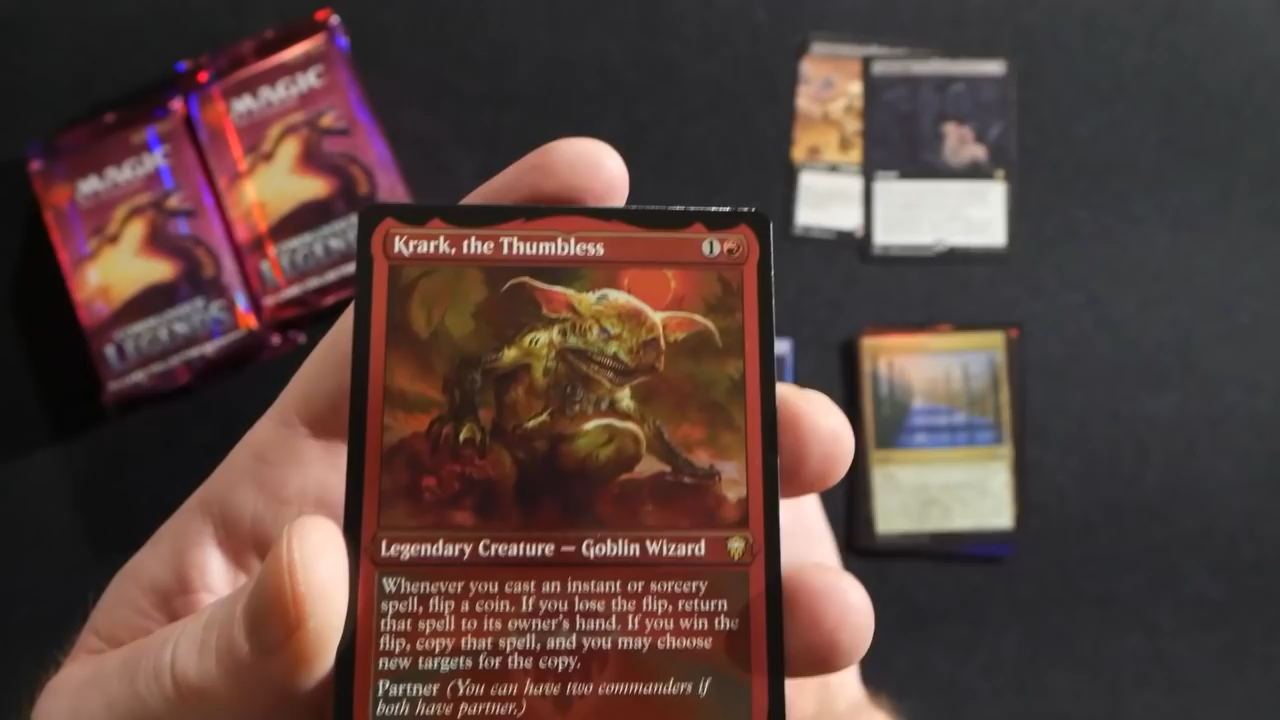 MAGIC
LEGENDS
MAGIC
LEGENDS
Krark, the Thumbless
1
Legendary Creature — Goblin Wizard
Whenever you cast an instant or sorcery
spell, flip a coin. If you lose the flip, return
that spell to its owner's hand. If you win the
flip, copy that spell, and you may choose
new targets for the copy.
Partner (You can have two commanders if
both have partner.)